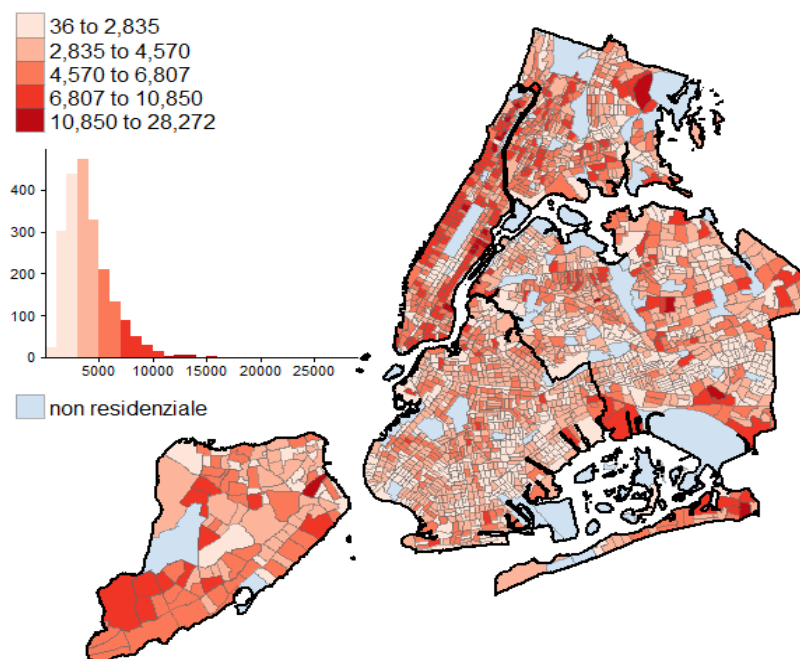 36 to 2,835
2,835 to 4,570
4,570 to 6,807
6,807 to 10,850
10,850 to 28,272
400
300
200
100
0
5000 10000 15000 20000 25000
non residenziale